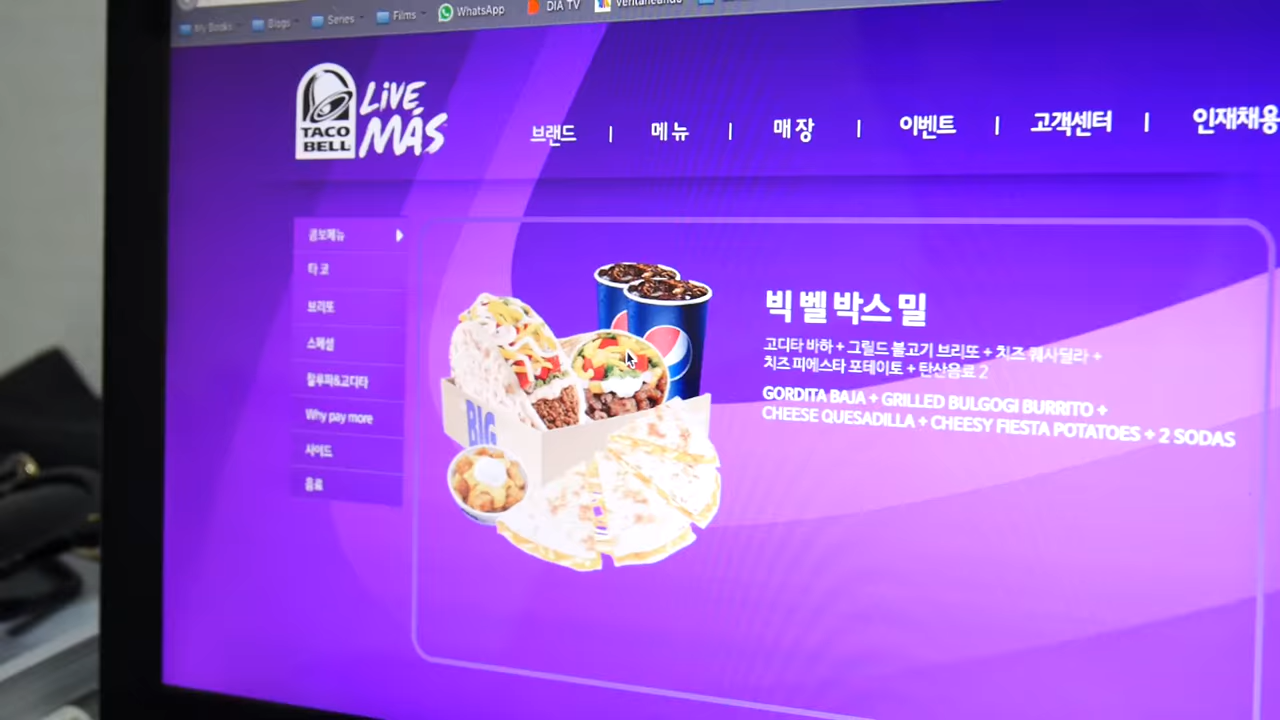 My Books
Blogs
Series
Films
WhatsApp
DIA TV
VentaneandO
TACO BELL
LiVE MÁS
브랜드 | 메뉴 | 매장 | 이벤트 | 고객센터 | 인재채용
콤보메뉴
타코
브리또
스페셜
찰루파&고디타
Why pay more
사이드
음료
BIG
빅 벨 박스 밀
고디타 바하 + 그릴드 불고기 브리또 + 치즈 퀘사딜라 +
치즈 피에스타 포테이토 + 탄산음료 2
GORDITA BAJA + GRILLED BULGOGI BURRITO +
CHEESE QUESADILLA + CHEESY FIESTA POTATOES + 2 SODAS